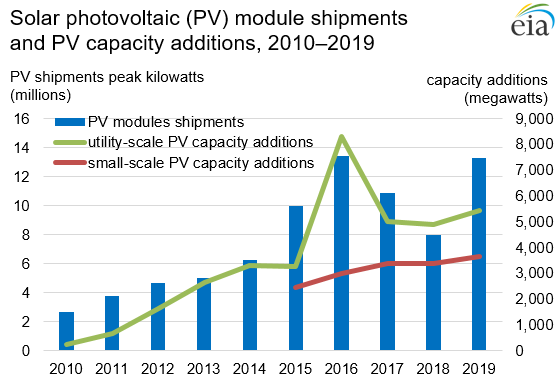 Solar photovoltaic (PV) module shipments
and PV capacity additions, 2010–2019
eia
PV shipments peak kilowatts
(millions)
capacity additions
(megawatts)
PV modules shipments
utility-scale PV capacity additions
small-scale PV capacity additions
16
14
12
10
8
6
4
2
0
9,000
8,000
7,000
6,000
5,000
4,000
3,000
2,000
1,000
0
2010 2011 2012 2013 2014 2015 2016 2017 2018 2019